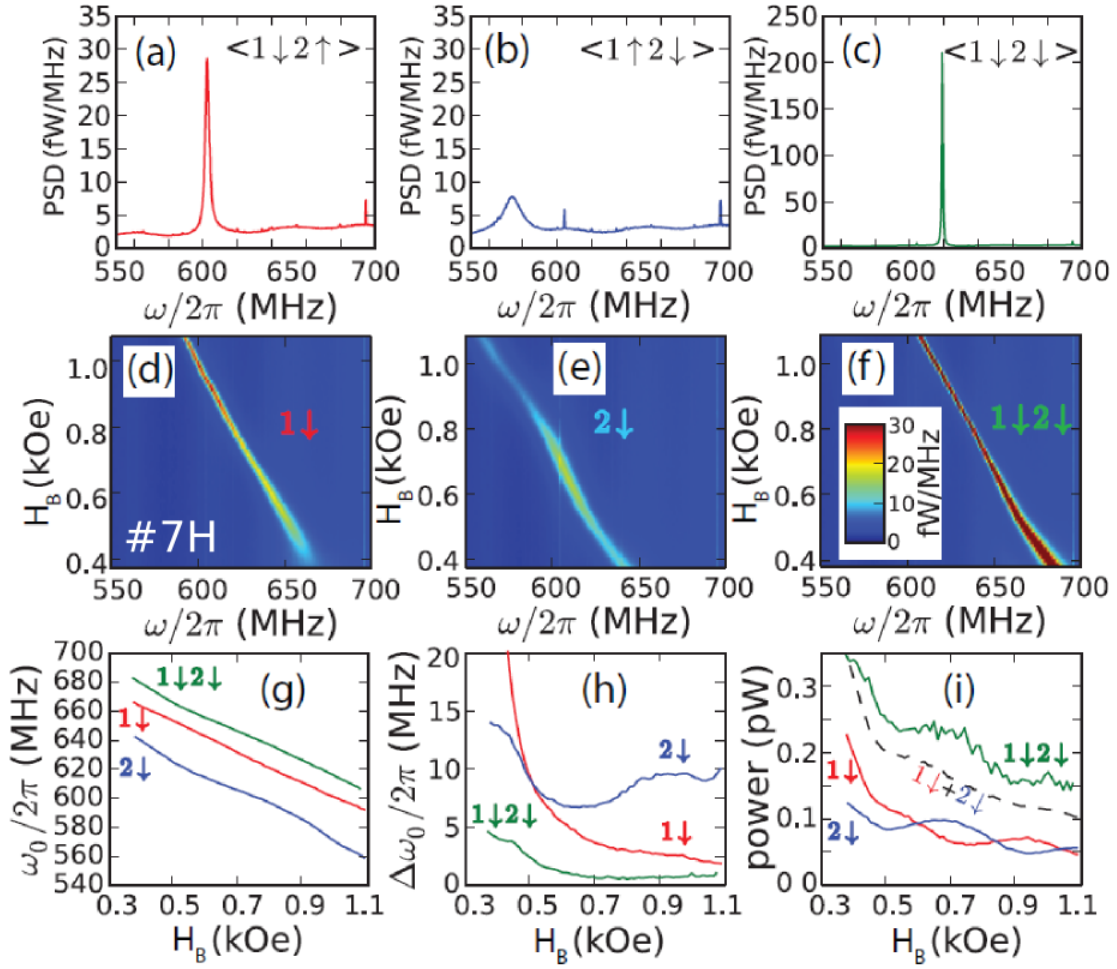 (a) <1↓2↑>
PSD (fW/MHz)
35
30
25
20
15
10
5
0
550 600 650 700
ω/2π (MHz)
(b) <1↑2↓>
PSD (fW/MHz)
35
30
25
20
15
10
5
0
550 600 650 700
ω/2π (MHz)
(c) <1↓2↓>
PSD (fW/MHz)
250
200
150
100
50
0
550 600 650 700
ω/2π (MHz)
(d)
1↓
#7H
H_B (kOe)
1.0
0.8
0.6
0.4
550 600 650 700
ω/2π (MHz)
(e)
2↓
H_B (kOe)
1.0
0.8
0.6
0.4
550 600 650 700
ω/2π (MHz)
(f)
1↓2↓
30
20
10
0
fW/MHz
H_B (kOe)
1.0
0.8
0.6
0.4
550 600 650 700
ω/2π (MHz)
(g)
1↓2↓
1↓
2↓
ω₀/2π (MHz)
700
680
660
640
620
600
580
560
540
0.3 0.5 0.7 0.9 1.1
H_B (kOe)
(h)
2↓
1↓
1↓2↓
Δω₀/2π (MHz)
20
15
10
5
0
0.3 0.5 0.7 0.9 1.1
H_B (kOe)
(i)
1↓2↓
1↓+2↓
1↓
2↓
power (pW)
0.3
0.2
0.1
0.0
0.3 0.5 0.7 0.9 1.1
H_B (kOe)